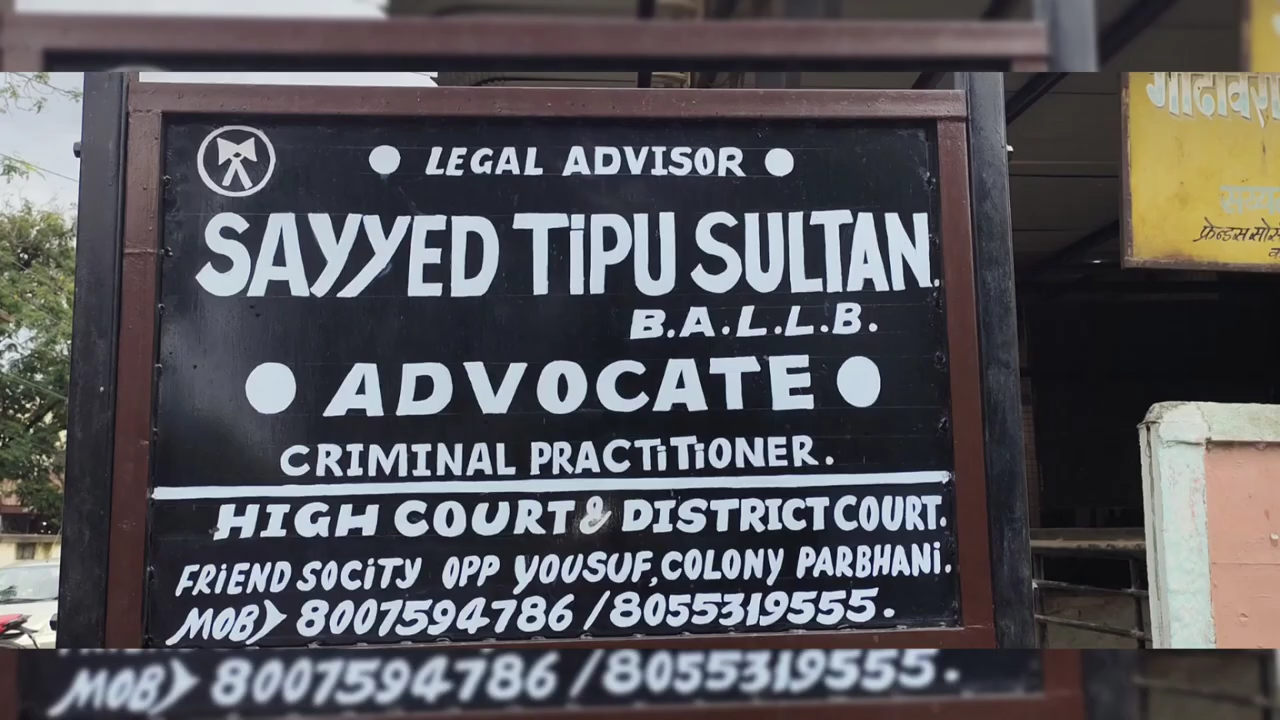 LEGAL ADVISOR
SAYYED TiPU SULTAN.
B.A.L.L.B.
ADVOCATE
CRIMINAL PRACTiTiONER.
HIGH COURT & DISTRICT COURT.
FRiEND SOCiTY OPP YOUSUF, COLONY PARBHANi.
MOB> 8007594786 / 8055319555.
MOB> 8007594786 / 8055319555.